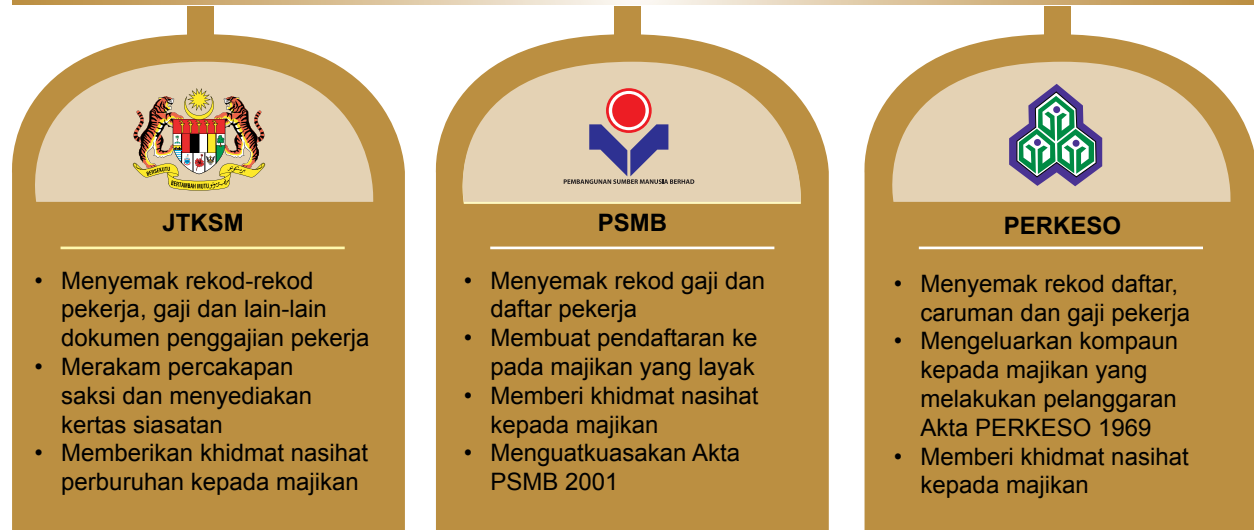 BERSEKUTU
BERTAMBAH MUTU
JTKSM
• Menyemak rekod-rekod
pekerja, gaji dan lain-lain
dokumen penggajian pekerja
• Merakam percakapan
saksi dan menyediakan
kertas siasatan
• Memberikan khidmat nasihat
perburuhan kepada majikan
PEMBANGUNAN SUMBER MANUSIA BERHAD
PSMB
• Menyemak rekod gaji dan
daftar pekerja
• Membuat pendaftaran ke
pada majikan yang layak
• Memberi khidmat nasihat
kepada majikan
• Menguatkuasakan Akta
PSMB 2001
PERKESO
• Menyemak rekod daftar,
caruman dan gaji pekerja
• Mengeluarkan kompaun
kepada majikan yang
melakukan pelanggaran
Akta PERKESO 1969
• Memberi khidmat nasihat
kepada majikan